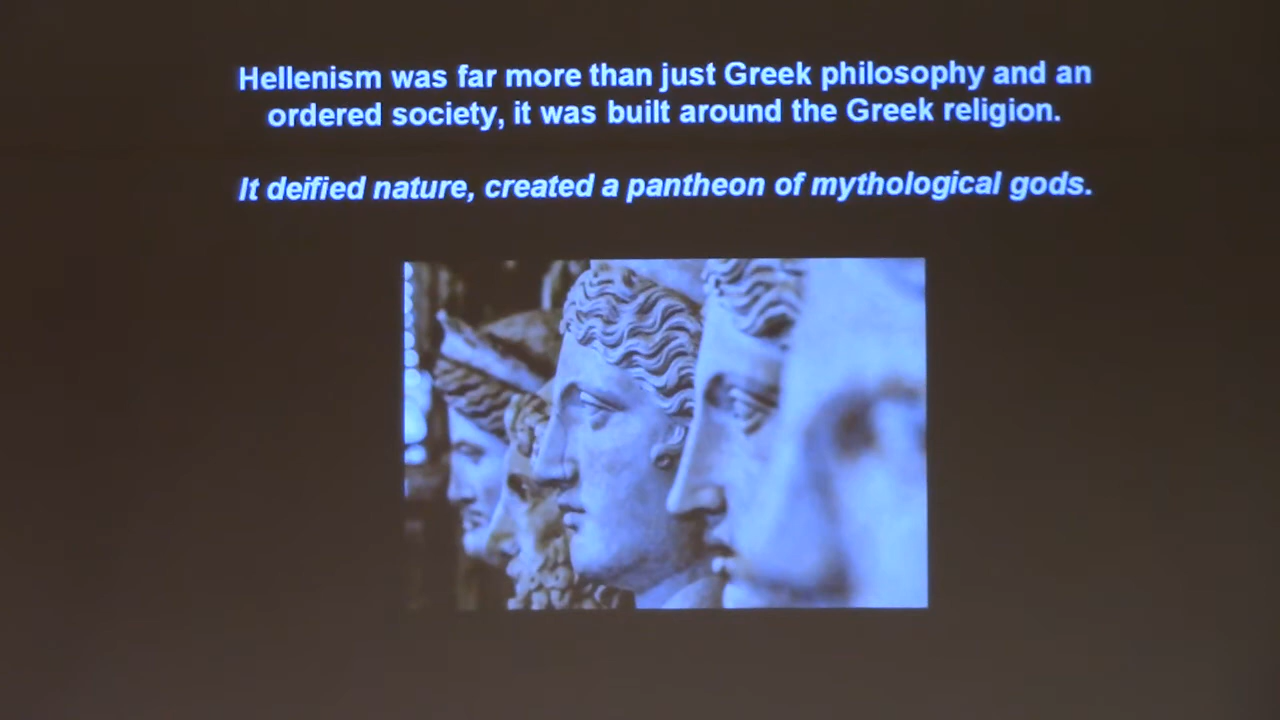 Hellenism was far more than just Greek philosophy and an
ordered society, it was built around the Greek religion.
It deified nature, created a pantheon of mythological gods.